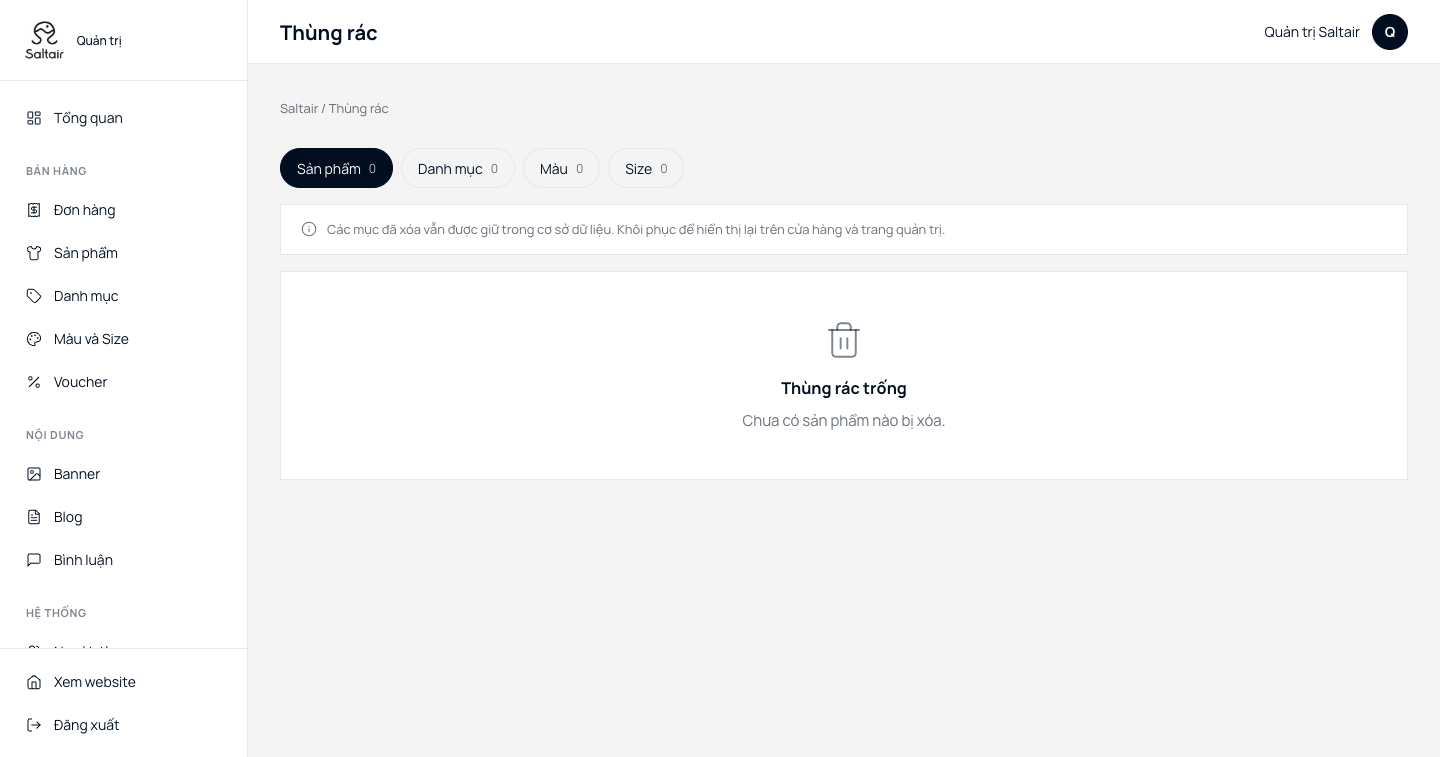 Saltair
Quản trị
Tổng quan
BÁN HÀNG
Đơn hàng
Sản phẩm
Danh mục
Màu và Size
Voucher
NỘI DUNG
Banner
Blog
Bình luận
HỆ THỐNG
Xem website
Đăng xuất
Thùng rác
Quản trị Saltair
Q
Saltair / Thùng rác
Sản phẩm 0
Danh mục 0
Màu 0
Size 0
Các mục đã xóa vẫn được giữ trong cơ sở dữ liệu. Khôi phục để hiển thị lại trên cửa hàng và trang quản trị.
Thùng rác trống
Chưa có sản phẩm nào bị xóa.